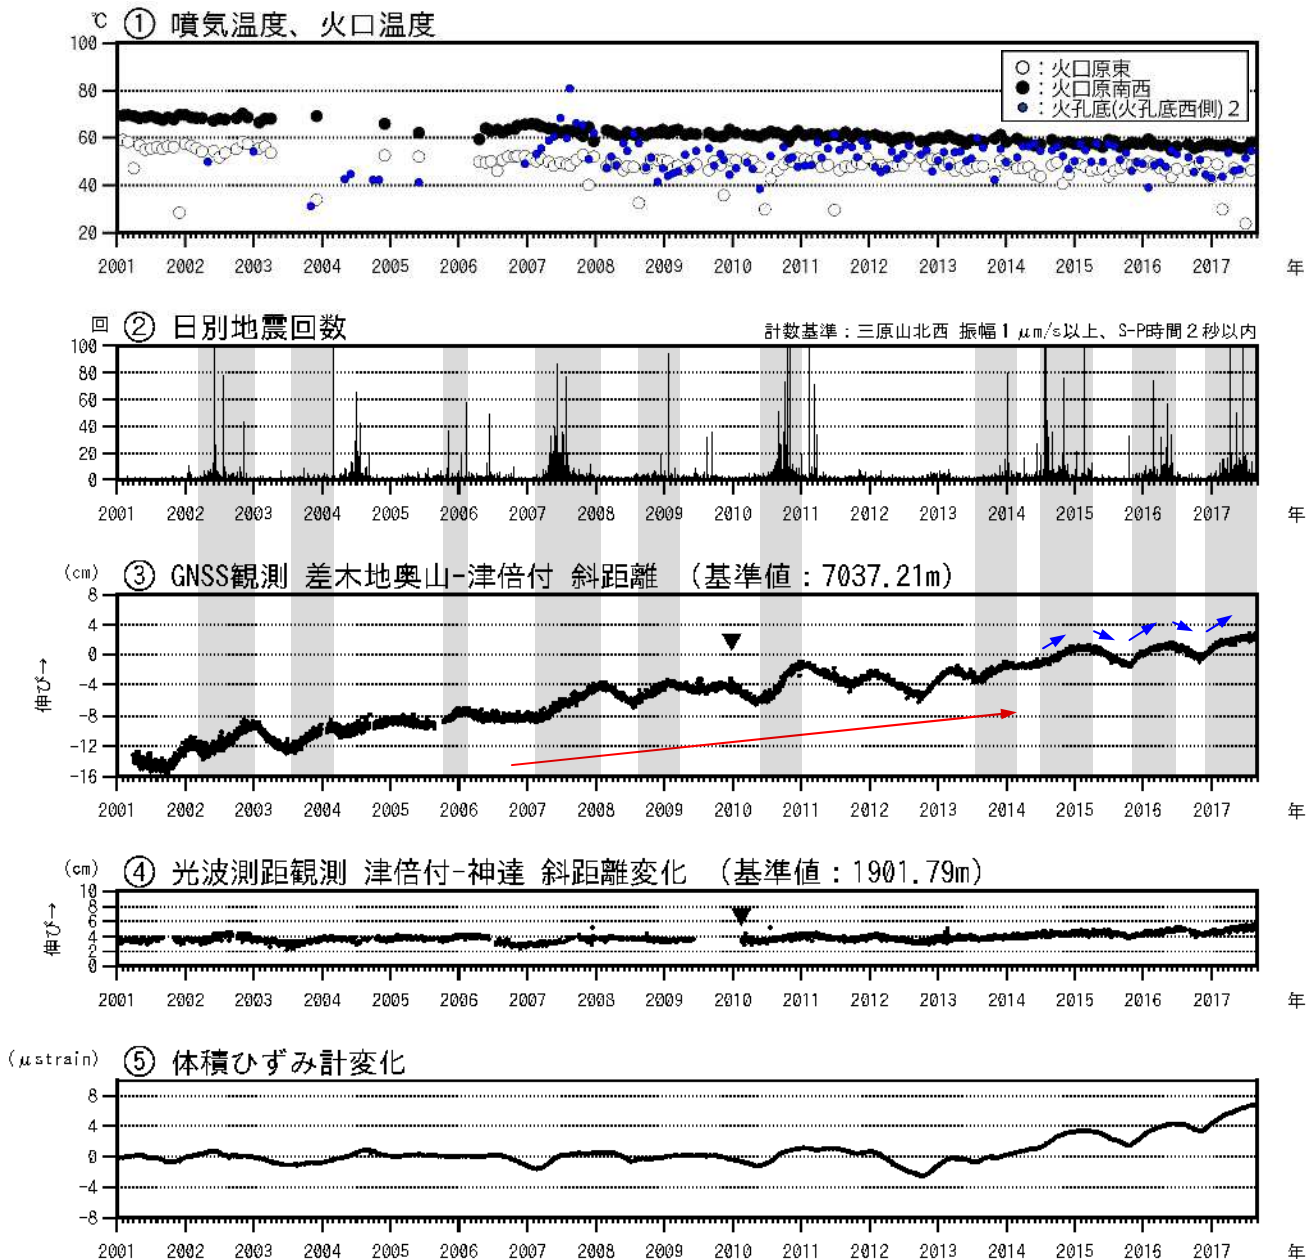 ℃ ① 噴気温度、火口温度
100
80
60
40
20
○：火口原東
●：火口原南西
●：火孔底(火孔底西側)２
2001 2002 2003 2004 2005 2006 2007 2008 2009 2010 2011 2012 2013 2014 2015 2016 2017 年
回 ② 日別地震回数 計数基準：三原山北西 振幅１μm/s以上、S-P時間２秒以内
100
80
60
40
20
0
2001 2002 2003 2004 2005 2006 2007 2008 2009 2010 2011 2012 2013 2014 2015 2016 2017 年
(cm) ③ GNSS観測 差木地奥山-津倍付 斜距離 （基準値：7037.21m）
伸び→
8
4
0
-4
-8
-12
-16
2001 2002 2003 2004 2005 2006 2007 2008 2009 2010 2011 2012 2013 2014 2015 2016 2017 年
(cm) ④ 光波測距観測 津倍付-神達 斜距離変化 （基準値：1901.79m）
伸び→
10
8
6
4
2
0
2001 2002 2003 2004 2005 2006 2007 2008 2009 2010 2011 2012 2013 2014 2015 2016 2017 年
(μstrain) ⑤ 体積ひずみ計変化
8
4
0
-4
-8
2001 2002 2003 2004 2005 2006 2007 2008 2009 2010 2011 2012 2013 2014 2015 2016 2017 年